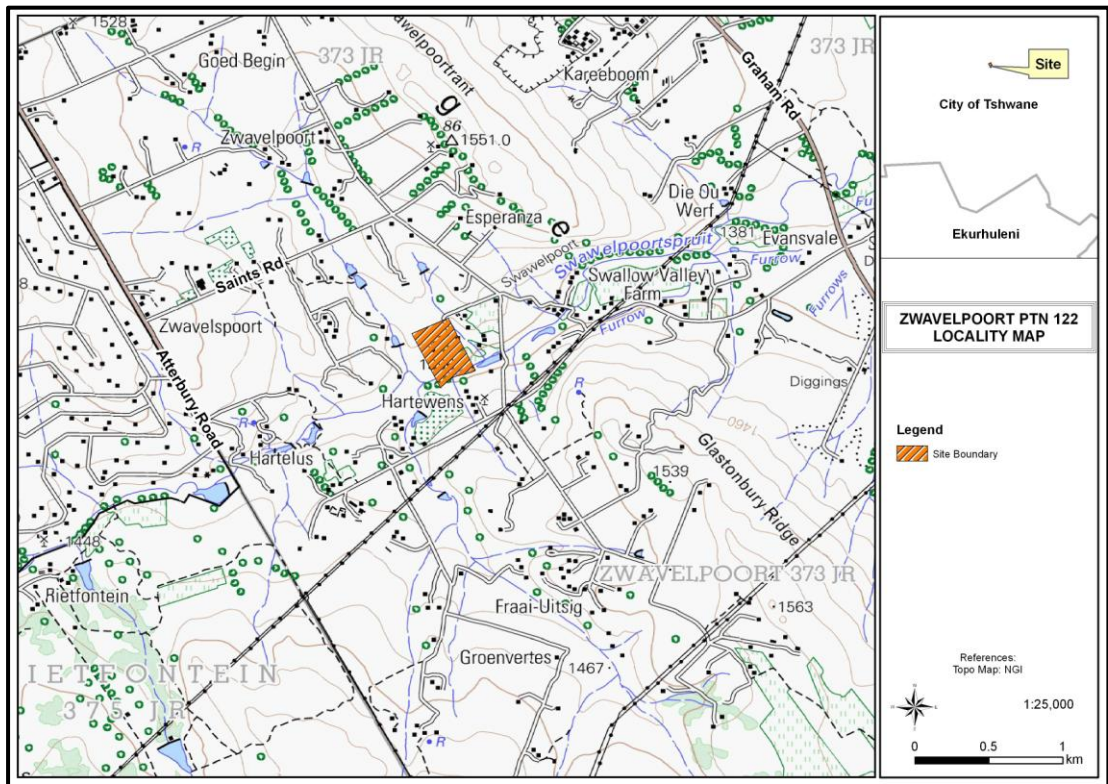 1528
Goed Begin
373 JR
Swawelpoortrant
g
e
Kareeboom
373 JR
Graham Rd
86
1551.0
Zwavelpoort
R
Esperanza
Die Ou
Werf
Fu
1381
Evansvale
W
S
D
Swawelpoort
Swawelpoortspruit
Furrow
Saints Rd
Swallow Valley
Farm
Furrow
Furrows
8
Zwavelspoort
Atterbury Road
Hartewens
R
Diggings
1460
R
Hartelus
1539
Glastonbury Ridge
1448
Rietfontein
ZWAVELPOORT 373 JR
Fraai-Uitsig
1563
Groenvertes
1467
IETFONTEIN
375 JR
R
S
Site
City of Tshwane
Ekurhuleni
ZWAVELPOORT PTN 122
LOCALITY MAP
Legend
Site Boundary
References:
Topo Map: NGI
N
W
E
S
1:25,000
0 0.5 1
km